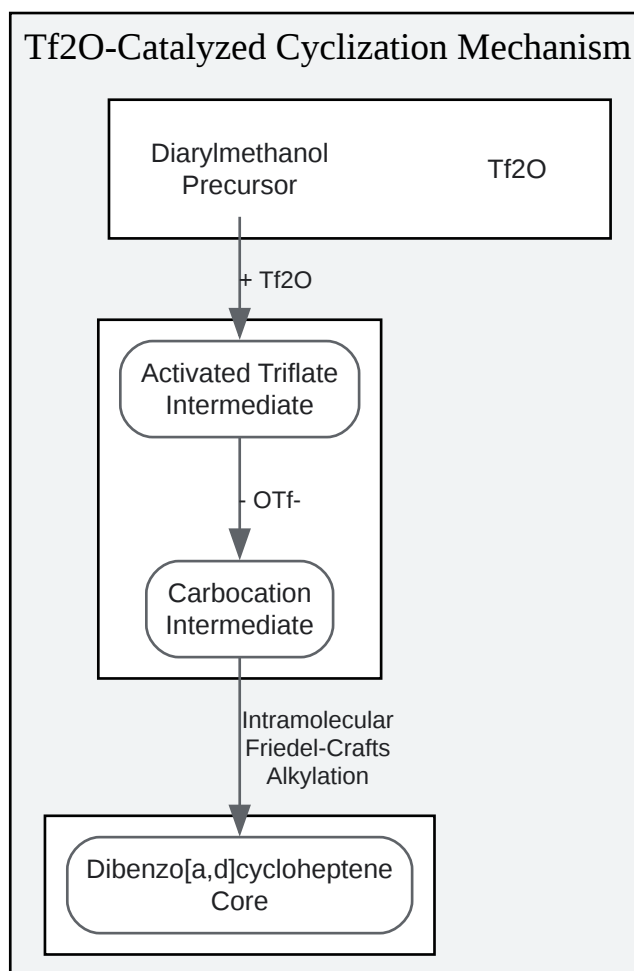 Tf2O-Catalyzed Cyclization Mechanism
Diarylmethanol
Precursor
Tf2O
+ Tf2O
Activated Triflate
Intermediate
- OTf-
Carbocation
Intermediate
Intramolecular
Friedel-Crafts
Alkylation
Dibenzo[a,d]cycloheptene
Core